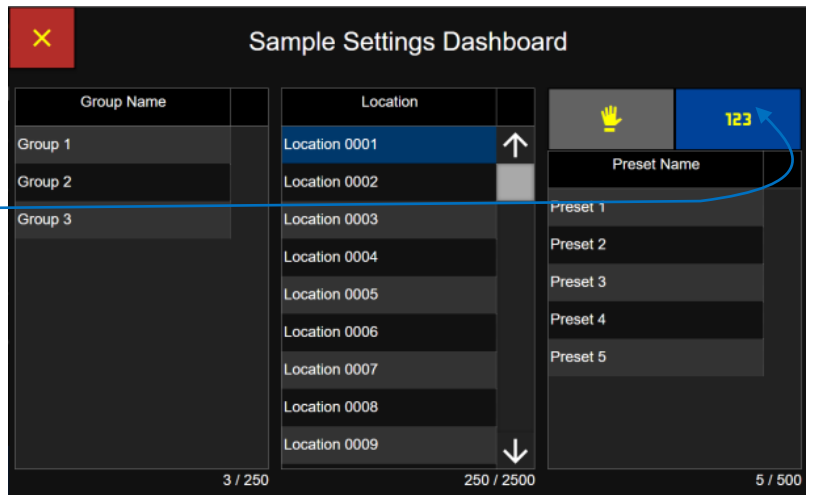 Sample Settings Dashboard
Group Name
Group 1
Group 2
Group 3
3 / 250
Location
Location 0001
Location 0002
Location 0003
Location 0004
Location 0005
Location 0006
Location 0007
Location 0008
Location 0009
250 / 2500
123
Preset Name
Preset 1
Preset 2
Preset 3
Preset 4
Preset 5
5 / 500